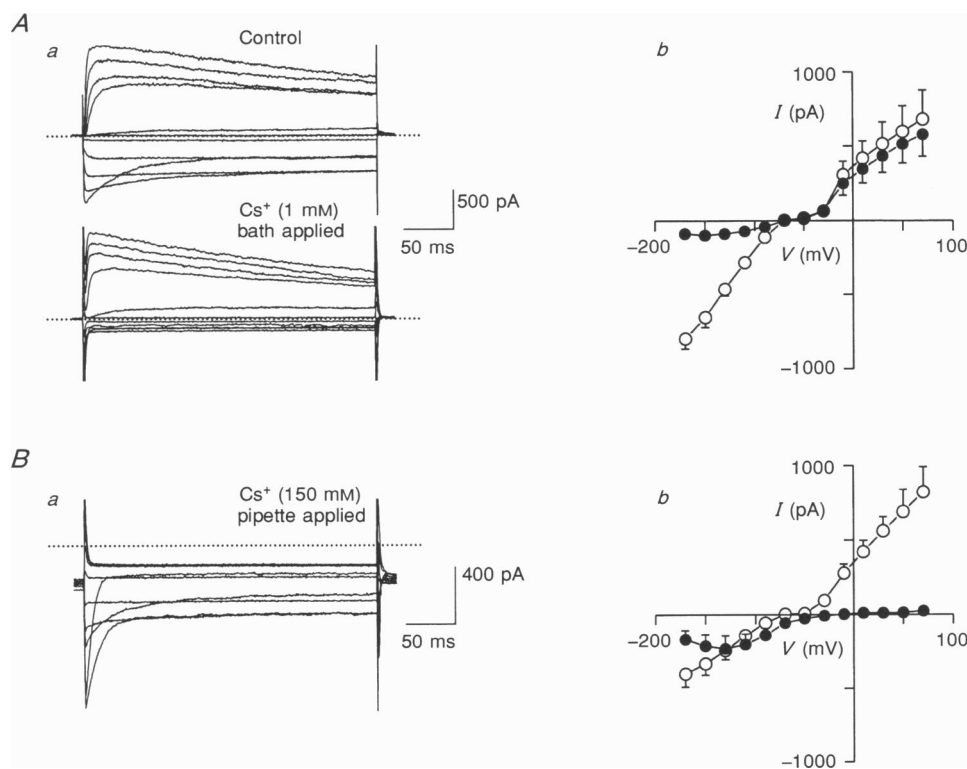 A
a
Control
500 pA
50 ms
Cs⁺ (1 mM)
bath applied
b
1000
I (pA)
−200
V (mV)
100
−1000
B
a
Cs⁺ (150 mM)
pipette applied
400 pA
50 ms
b
1000
I (pA)
−200
V (mV)
100
−1000